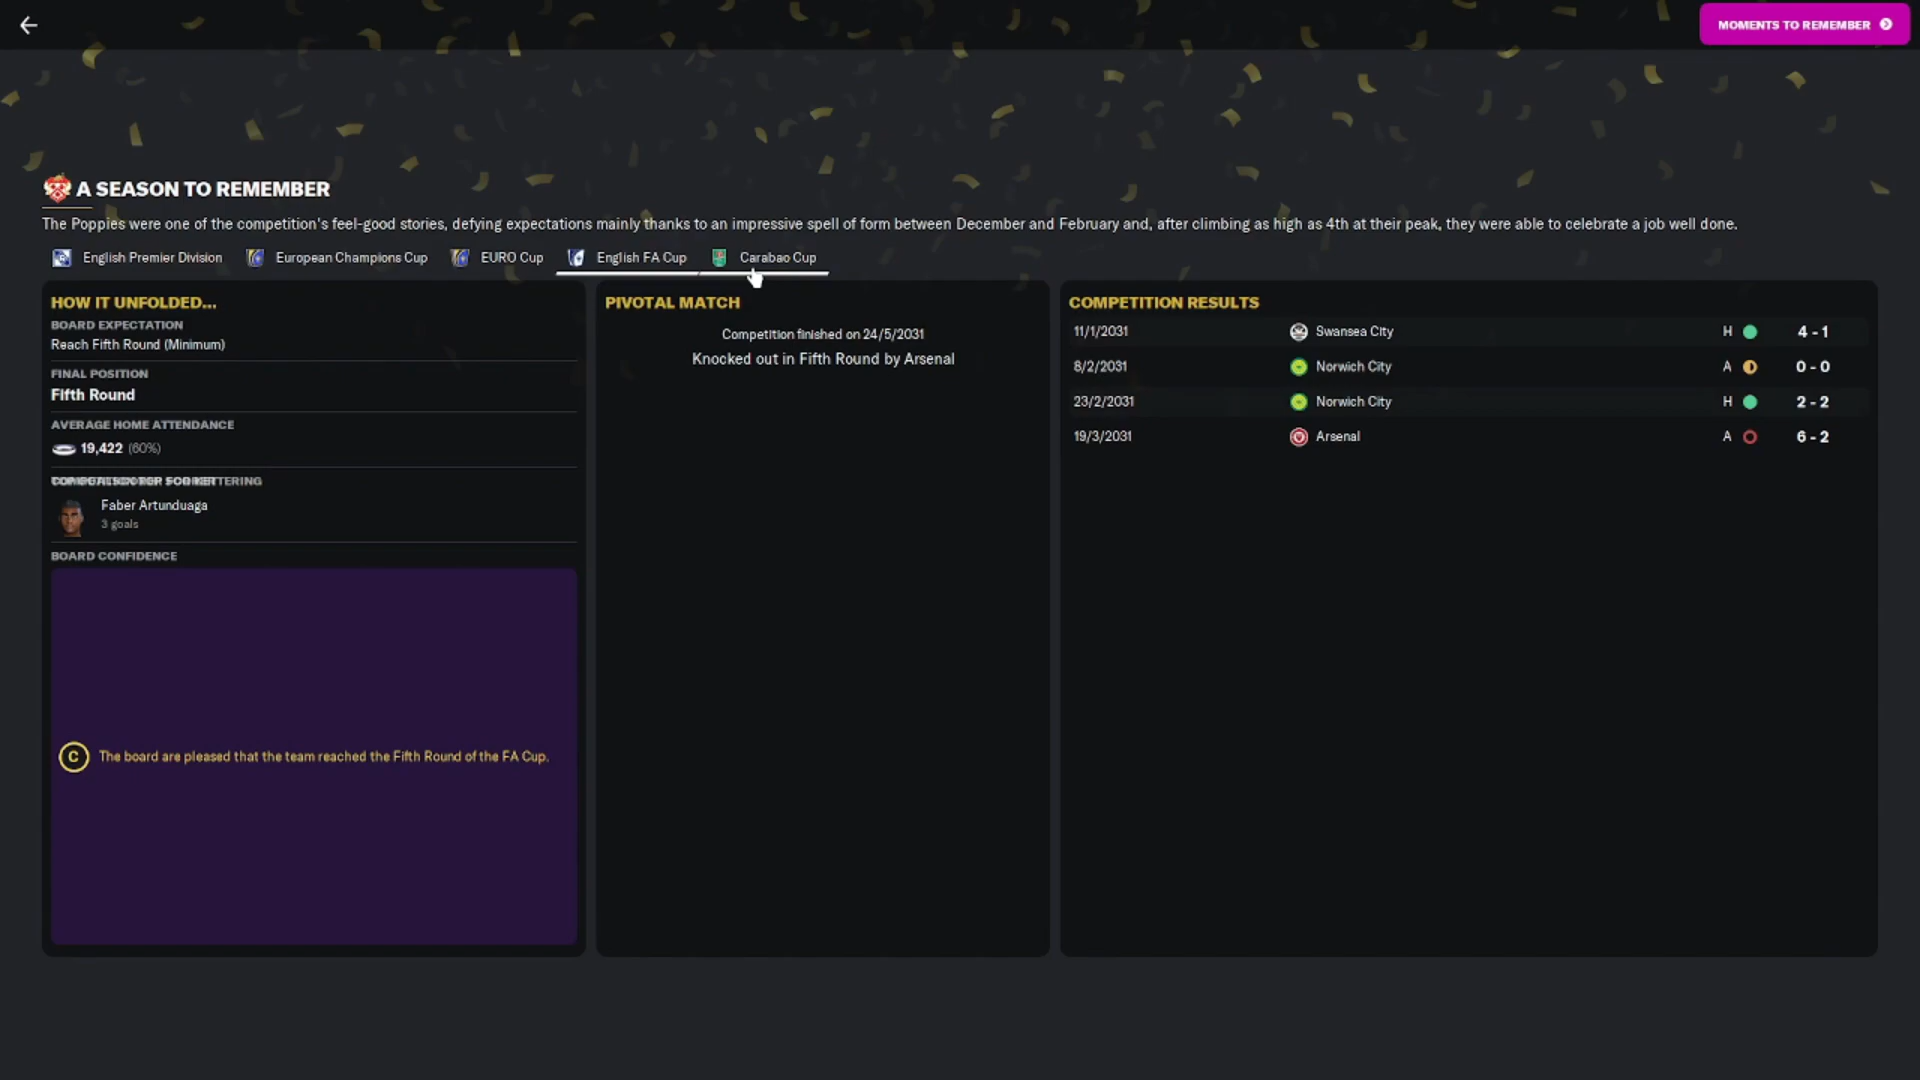 MOMENTS TO REMEMBER
A SEASON TO REMEMBER
The Poppies were one of the competition's feel-good stories, defying expectations mainly thanks to an impressive spell of form between December and February and, after climbing as high as 4th at their peak, they were able to celebrate a job well done.
English Premier Division European Champions Cup EURO Cup English FA Cup Carabao Cup
HOW IT UNFOLDED...
BOARD EXPECTATION
Reach Fifth Round (Minimum)
FINAL POSITION
Fifth Round
AVERAGE HOME ATTENDANCE
19,422 (60%)
Faber Artunduaga
3 goals
BOARD CONFIDENCE
C The board are pleased that the team reached the Fifth Round of the FA Cup.
PIVOTAL MATCH
Competition finished on 24/5/2031
Knocked out in Fifth Round by Arsenal
COMPETITION RESULTS
11/1/2031 Swansea City H 4 - 1
8/2/2031 Norwich City A 0 - 0
23/2/2031 Norwich City H 2 - 2
19/3/2031 Arsenal A 6 - 2